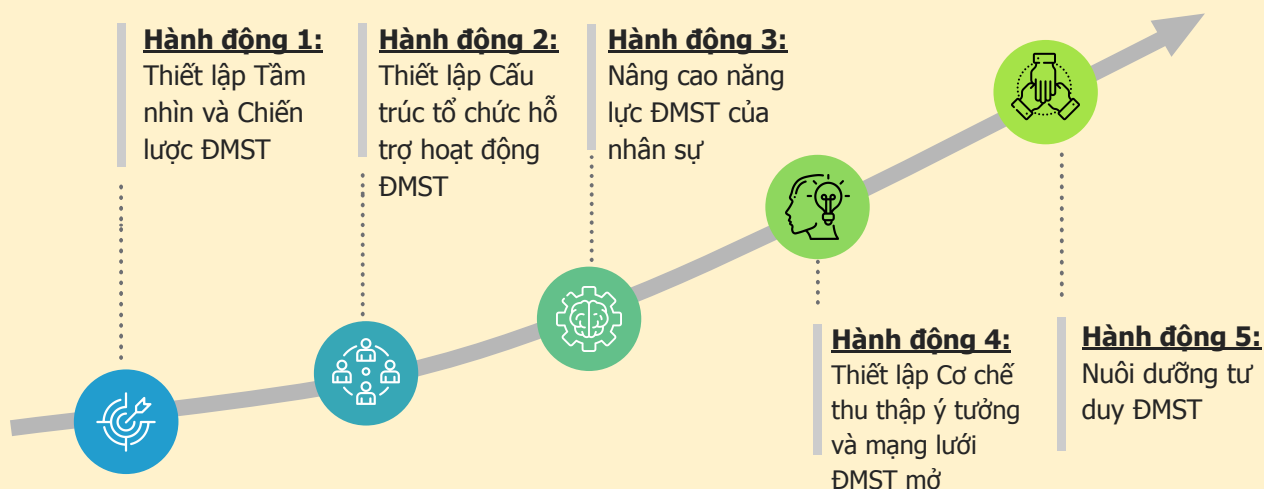 Hành động 1:
Thiết lập Tầm
nhìn và Chiến
lược ĐMST
Hành động 2:
Thiết lập Cấu
trúc tổ chức hỗ
trợ hoạt động
ĐMST
Hành động 3:
Nâng cao năng
lực ĐMST của
nhân sự
Hành động 4:
Thiết lập Cơ chế
thu thập ý tưởng
và mạng lưới
ĐMST mở
Hành động 5:
Nuôi dưỡng tư
duy ĐMST